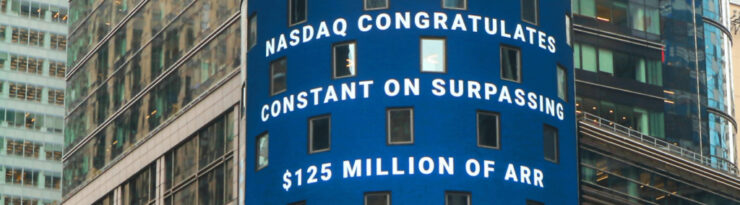 NASDAQ CONGRATULATES
CONSTANT ON SURPASSING
$125 MILLION OF ARR